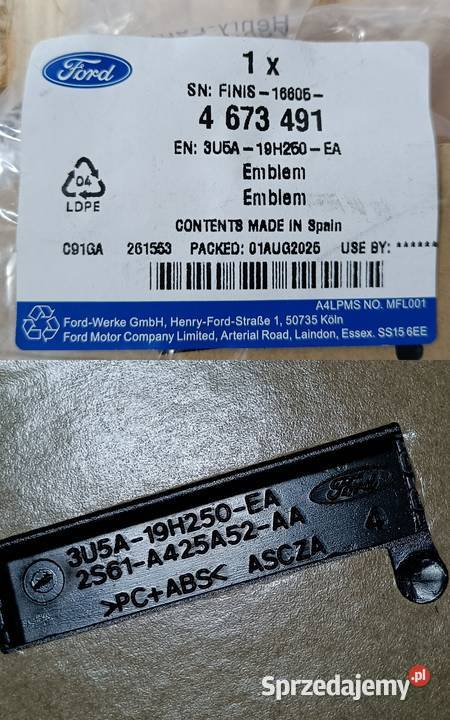 Ford
1 x
SN: FINIS-16605-
4 673 491
EN: 3U5A-19H250-EA
Emblem
Emblem
04
LDPE
CONTENTS MADE IN Spain
C91GA 261553 PACKED: 01AUG2025 USE BY: ******
A4LPMS NO. MFL001
Ford-Werke GmbH, Henry-Ford-Straße 1, 50735 Köln
Ford Motor Company Limited, Arterial Road, Laindon, Essex. SS15 6EE
Ford
3U5A-19H250-EA
2S61-A425A52-AA 4
>PC+ABS< ASCZA
Sprzedajemy.pl